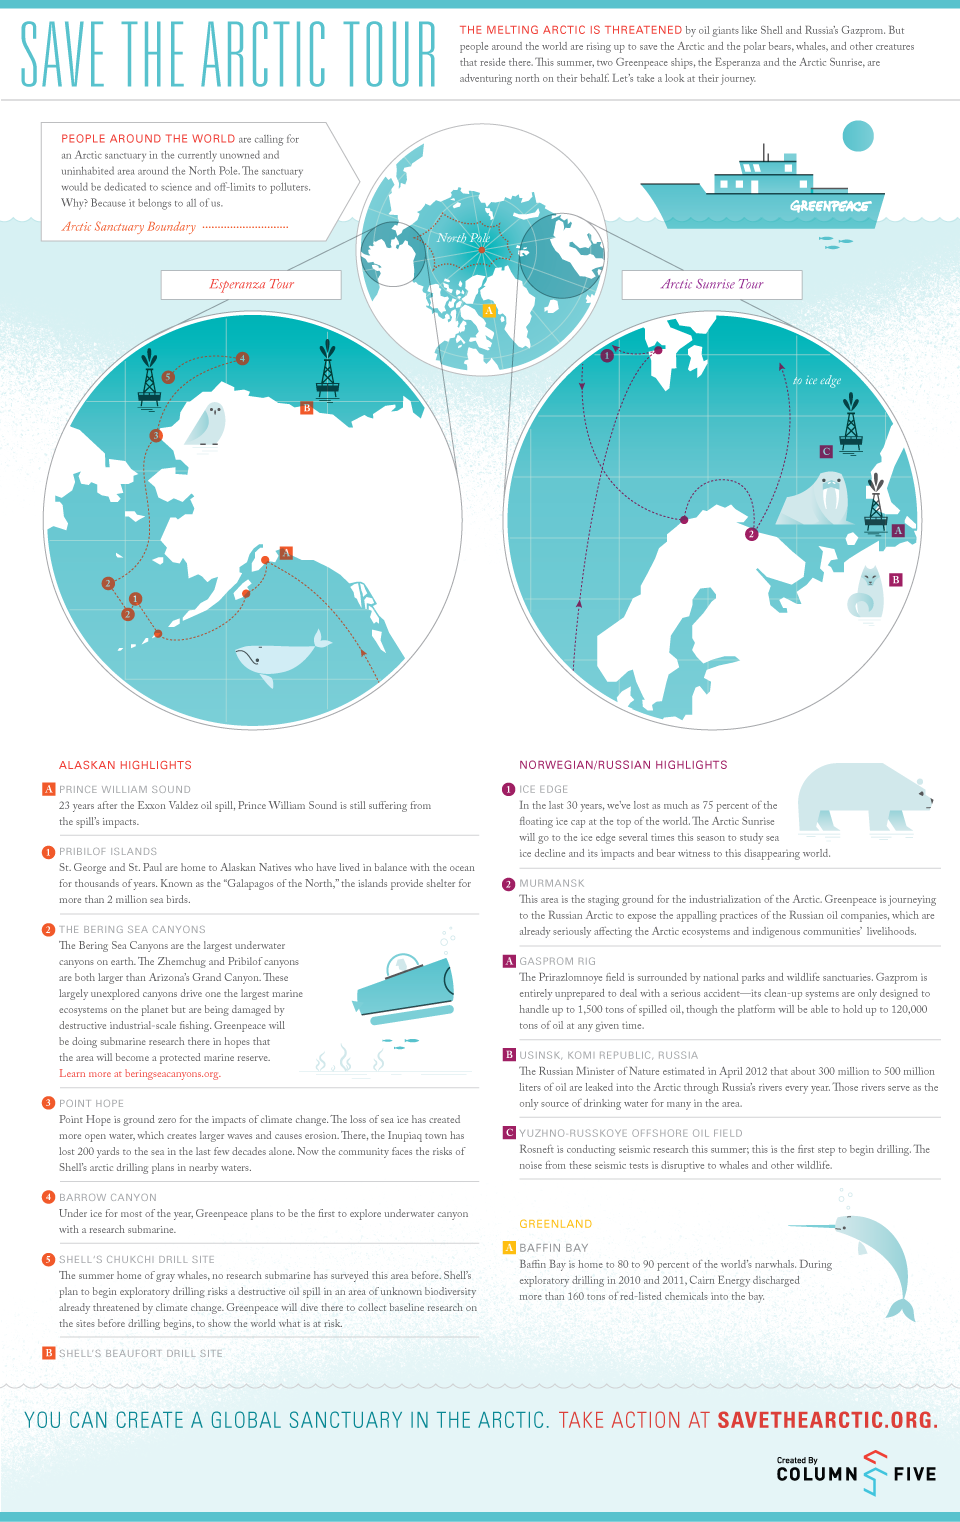 SAVE THE ARCTIC TOUR
THE MELTING ARCTIC IS THREATENED by oil giants like Shell and Russia's Gazprom. But
people around the world are rising up to save the Arctic and the polar bears, whales, and other creatures
that reside there. This summer, two Greenpeace ships, the Esperanza and the Arctic Sunrise, are
adventuring north on their behalf. Let's take a look at their journey.
PEOPLE AROUND THE WORLD are calling for
an Arctic sanctuary in the currently unowned and
uninhabited area around the North Pole. The sanctuary
would be dedicated to science and off-limits to polluters.
Why? Because it belongs to all of us.
Arctic Sanctuary Boundary
North Pole
A
GREENPEACE
Esperanza Tour
Arctic Sunrise Tour
5
4
B
3
A
2
1
2
1
to ice edge
C
2
A
B
ALASKAN HIGHLIGHTS
A PRINCE WILLIAM SOUND
23 years after the Exxon Valdez oil spill, Prince William Sound is still suffering from
the spill's impacts.
1 PRIBILOF ISLANDS
St. George and St. Paul are home to Alaskan Natives who have lived in balance with the ocean
for thousands of years. Known as the "Galapagos of the North," the islands provide shelter for
more than 2 million sea birds.
2 THE BERING SEA CANYONS
The Bering Sea Canyons are the largest underwater
canyons on earth. The Zhemchug and Pribilof canyons
are both larger than Arizona's Grand Canyon. These
largely unexplored canyons drive one the largest marine
ecosystems on the planet but are being damaged by
destructive industrial-scale fishing. Greenpeace will
be doing submarine research there in hopes that
the area will become a protected marine reserve.
Learn more at beringseacanyons.org.
3 POINT HOPE
Point Hope is ground zero for the impacts of climate change. The loss of sea ice has created
more open water, which creates larger waves and causes erosion. There, the Inupiaq town has
lost 200 yards to the sea in the last few decades alone. Now the community faces the risks of
Shell's arctic drilling plans in nearby waters.
4 BARROW CANYON
Under ice for most of the year, Greenpeace plans to be the first to explore underwater canyon
with a research submarine.
5 SHELL'S CHUKCHI DRILL SITE
The summer home of gray whales, no research submarine has surveyed this area before. Shell's
plan to begin exploratory drilling risks a destructive oil spill in an area of unknown biodiversity
already threatened by climate change. Greenpeace will dive there to collect baseline research on
the sites before drilling begins, to show the world what is at risk.
B SHELL'S BEAUFORT DRILL SITE
NORWEGIAN/RUSSIAN HIGHLIGHTS
1 ICE EDGE
In the last 30 years, we've lost as much as 75 percent of the
floating ice cap at the top of the world. The Arctic Sunrise
will go to the ice edge several times this season to study sea
ice decline and its impacts and bear witness to this disappearing world.
2 MURMANSK
This area is the staging ground for the industrialization of the Arctic. Greenpeace is journeying
to the Russian Arctic to expose the appalling practices of the Russian oil companies, which are
already seriously affecting the Arctic ecosystems and indigenous communities' livelihoods.
A GASPROM RIG
The Prirazlomnoye field is surrounded by national parks and wildlife sanctuaries. Gazprom is
entirely unprepared to deal with a serious accident—its clean-up systems are only designed to
handle up to 1,500 tons of spilled oil, though the platform will be able to hold up to 120,000
tons of oil at any given time.
B USINSK, KOMI REPUBLIC, RUSSIA
The Russian Minister of Nature estimated in April 2012 that about 300 million to 500 million
liters of oil are leaked into the Arctic through Russia's rivers every year. Those rivers serve as the
only source of drinking water for many in the area.
C YUZHNO-RUSSKOYE OFFSHORE OIL FIELD
Rosneft is conducting seismic research this summer; this is the first step to begin drilling. The
noise from these seismic tests is disruptive to whales and other wildlife.
GREENLAND
A BAFFIN BAY
Baffin Bay is home to 80 to 90 percent of the world's narwhals. During
exploratory drilling in 2010 and 2011, Cairn Energy discharged
more than 160 tons of red-listed chemicals into the bay.
YOU CAN CREATE A GLOBAL SANCTUARY IN THE ARCTIC. TAKE ACTION AT SAVETHEARCTIC.ORG.
Created By
COLUMN FIVE